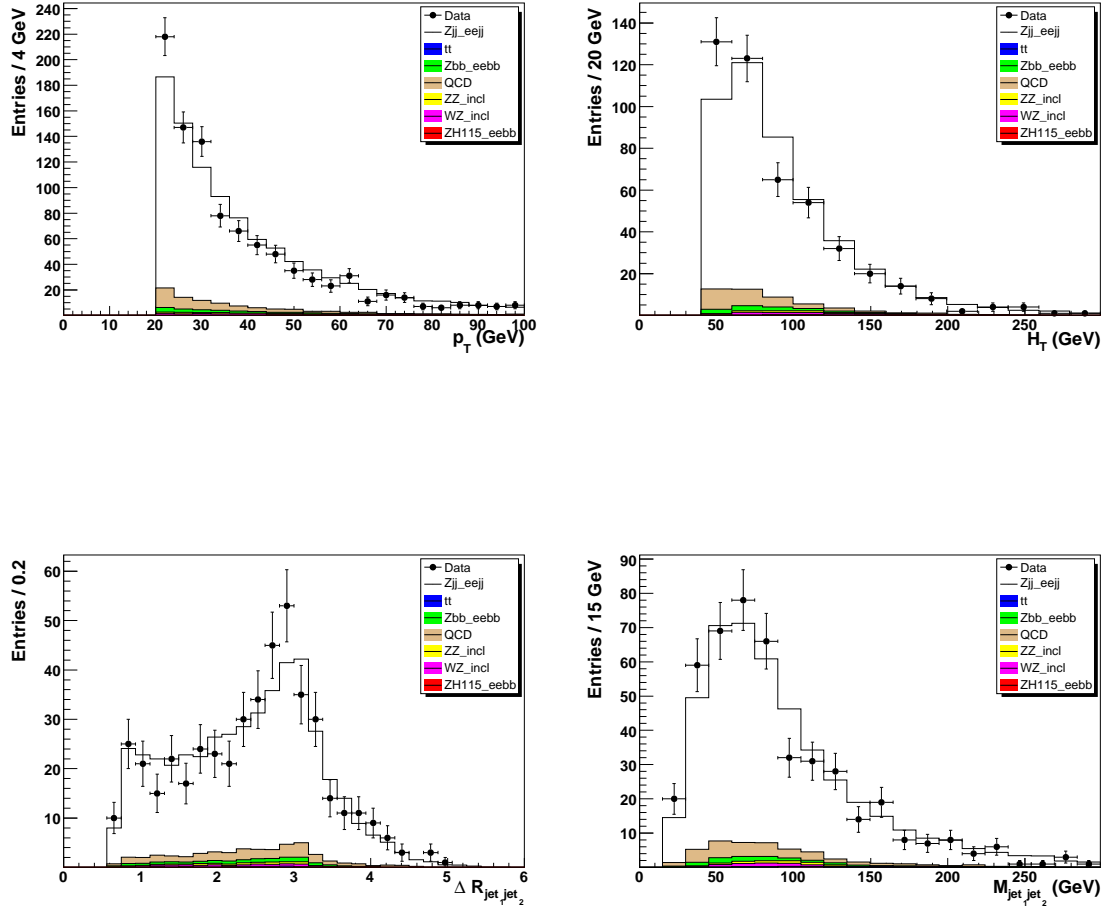 Entries / 4 GeV
240
220
200
180
160
140
120
100
80
60
40
20
0 10 20 30 40 50 60 70 80 90 100
p_T (GeV)
Data
Zjj_eejj
tt
Zbb_eebb
QCD
ZZ_incl
WZ_incl
ZH115_eebb
Entries / 20 GeV
140
120
100
80
60
40
20
0 50 100 150 200 250
H_T (GeV)
Data
Zjj_eejj
tt
Zbb_eebb
QCD
ZZ_incl
WZ_incl
ZH115_eebb
Entries / 0.2
60
50
40
30
20
10
0 1 2 3 4 5 6
Δ R_jet_1 jet_2
Data
Zjj_eejj
tt
Zbb_eebb
QCD
ZZ_incl
WZ_incl
ZH115_eebb
Entries / 15 GeV
90
80
70
60
50
40
30
20
10
0 50 100 150 200 250
M_jet_1 jet_2 (GeV)
Data
Zjj_eejj
tt
Zbb_eebb
QCD
ZZ_incl
WZ_incl
ZH115_eebb